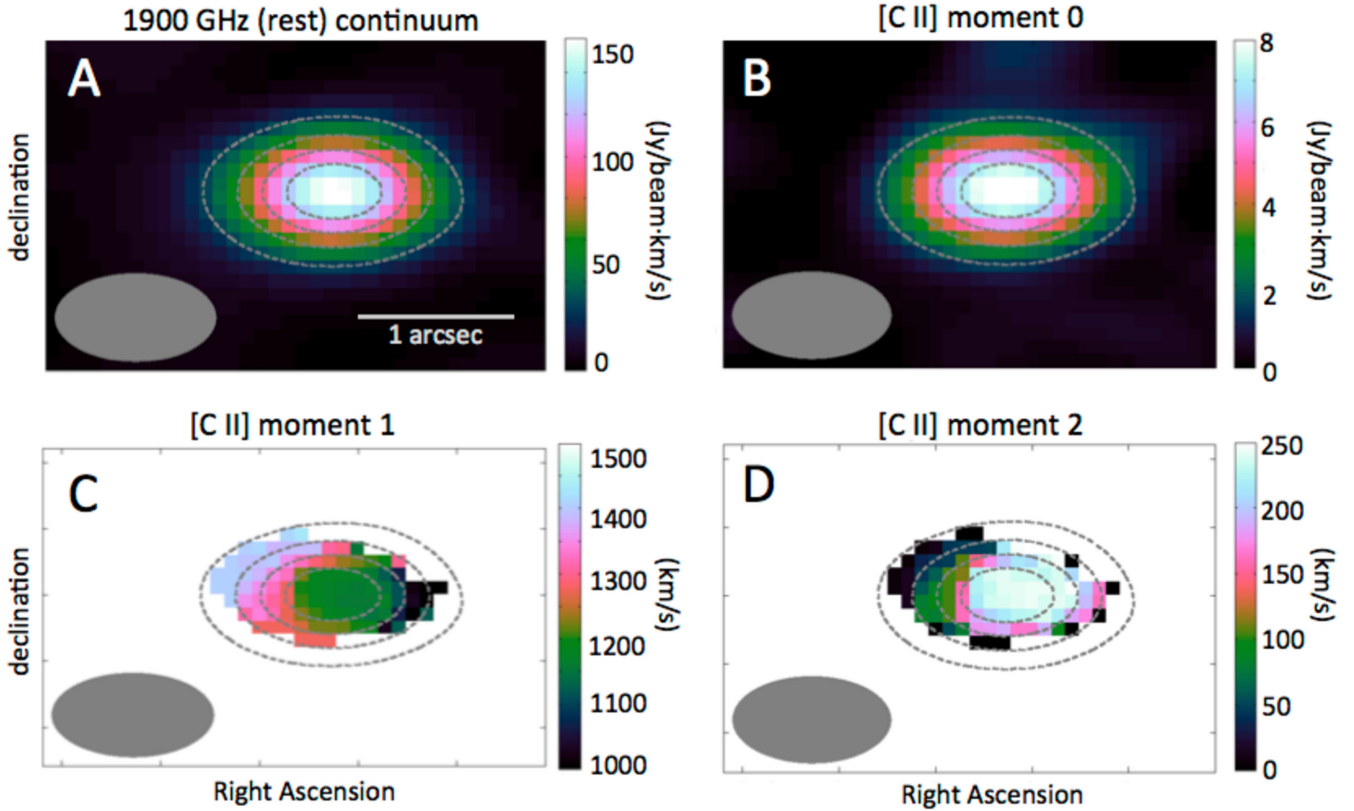 1900 GHz (rest) continuum
A
150
100
50
0
(Jy/beam·km/s)
declination
1 arcsec
[C II] moment 0
B
8
6
4
2
0
(Jy/beam·km/s)
[C II] moment 1
C
1500
1400
1300
1200
1100
1000
(km/s)
declination
Right Ascension
[C II] moment 2
D
250
200
150
100
50
0
(km/s)
Right Ascension